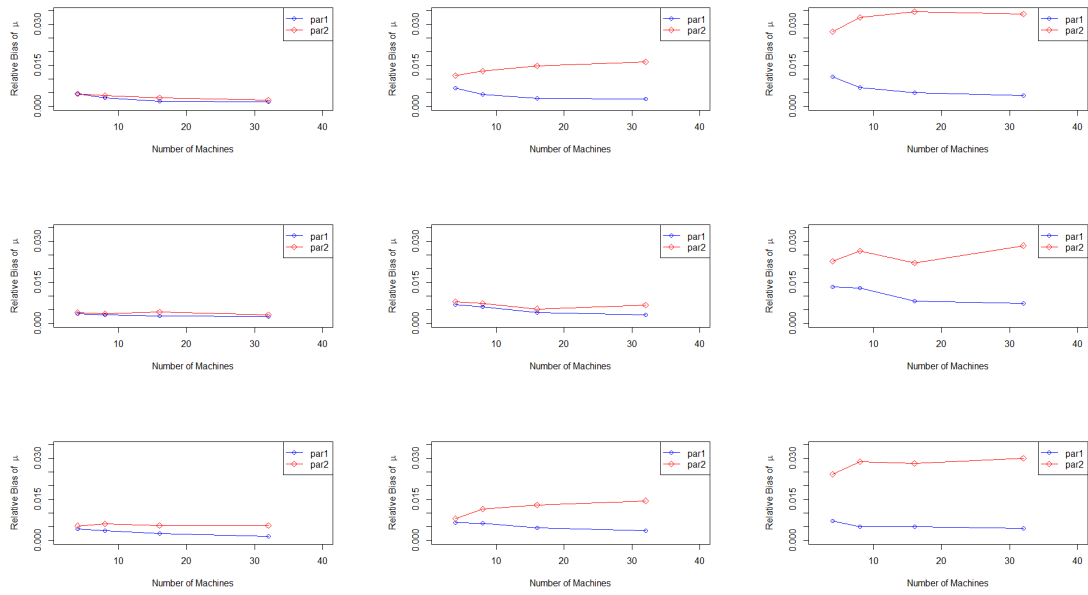 Relative Bias of μ
0.000 0.015 0.030
par1
par2
10 20 30 40
Number of Machines
Relative Bias of μ
0.000 0.015 0.030
par1
par2
10 20 30 40
Number of Machines
Relative Bias of μ
0.000 0.015 0.030
par1
par2
10 20 30 40
Number of Machines
Relative Bias of μ
0.000 0.015 0.030
par1
par2
10 20 30 40
Number of Machines
Relative Bias of μ
0.000 0.015 0.030
par1
par2
10 20 30 40
Number of Machines
Relative Bias of μ
0.000 0.015 0.030
par1
par2
10 20 30 40
Number of Machines
Relative Bias of μ
0.000 0.015 0.030
par1
par2
10 20 30 40
Number of Machines
Relative Bias of μ
0.000 0.015 0.030
par1
par2
10 20 30 40
Number of Machines
Relative Bias of μ
0.000 0.015 0.030
par1
par2
10 20 30 40
Number of Machines